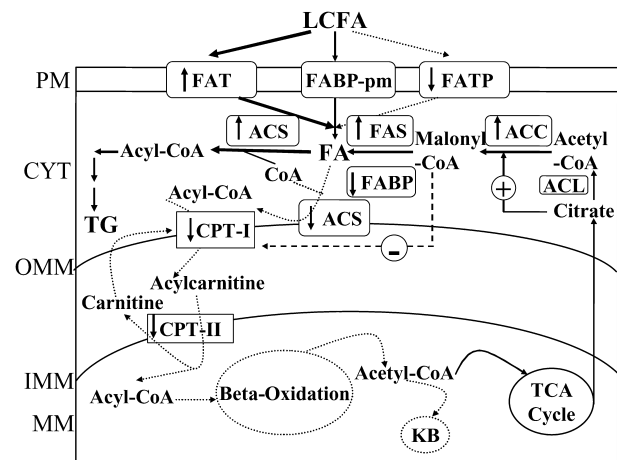 LCFA
PM
↑ FAT
FABP-pm
↓ FATP
↑ ACS
↑ FAS
Malonyl
-CoA
↑ ACC
Acetyl
-CoA
CYT
Acyl-CoA
FA
CoA
↓ FABP
ACL
+
Citrate
Acyl-CoA
TG
↓ CPT-I
↓ ACS
-
OMM
Acylcarnitine
Carnitine
↓ CPT-II
IMM
Acyl-CoA
Beta-Oxidation
Acetyl-CoA
TCA
Cycle
MM
KB